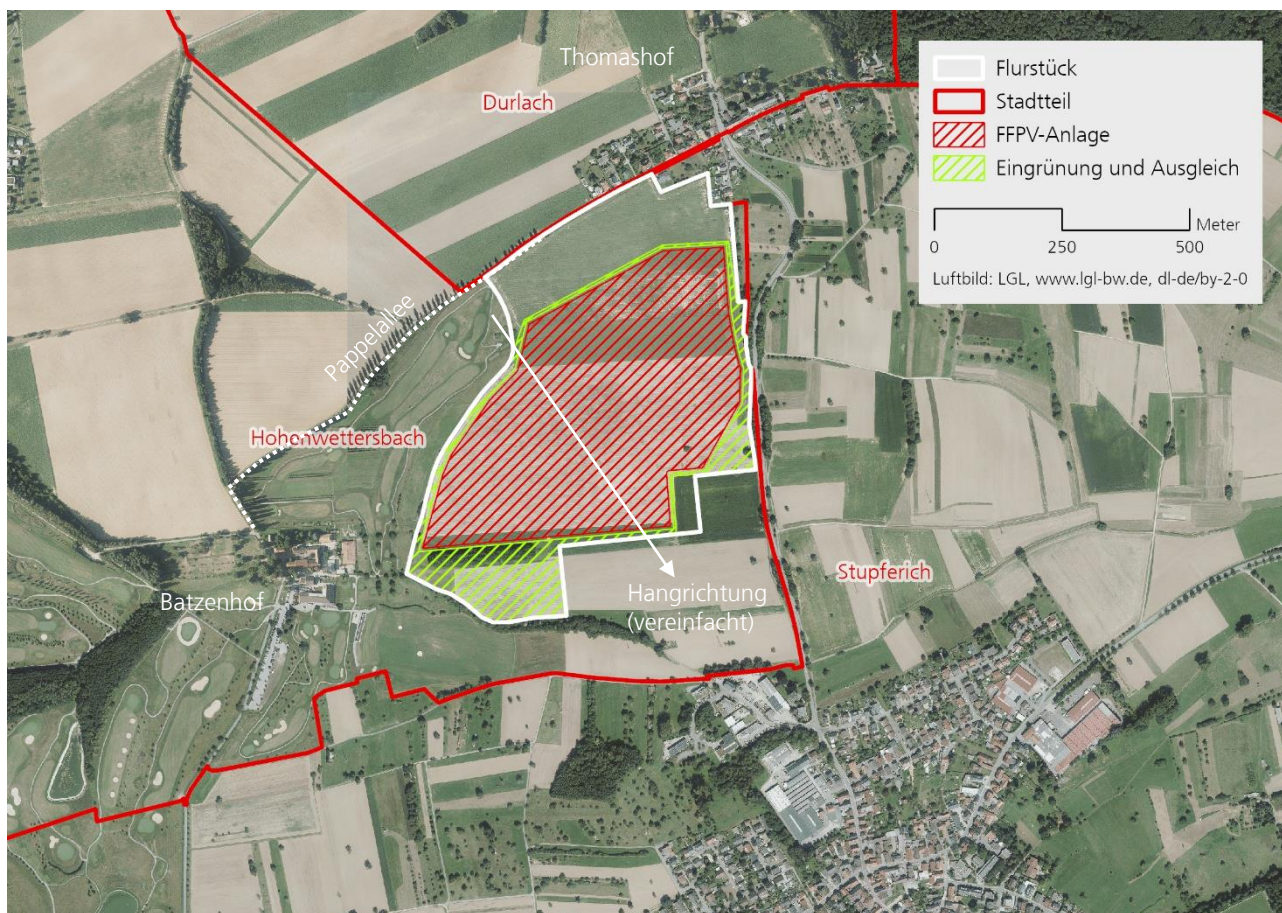 Thomashof
Durlach
Flurstück
Stadtteil
FFPV-Anlage
Eingrünung und Ausgleich
Meter
0 250 500
Luftbild: LGL, www.lgl-bw.de, dl-de/by-2-0
Pappelallee
Hohenwettersbach
Batzenhof
Hangrichtung
(vereinfacht)
Stupferich